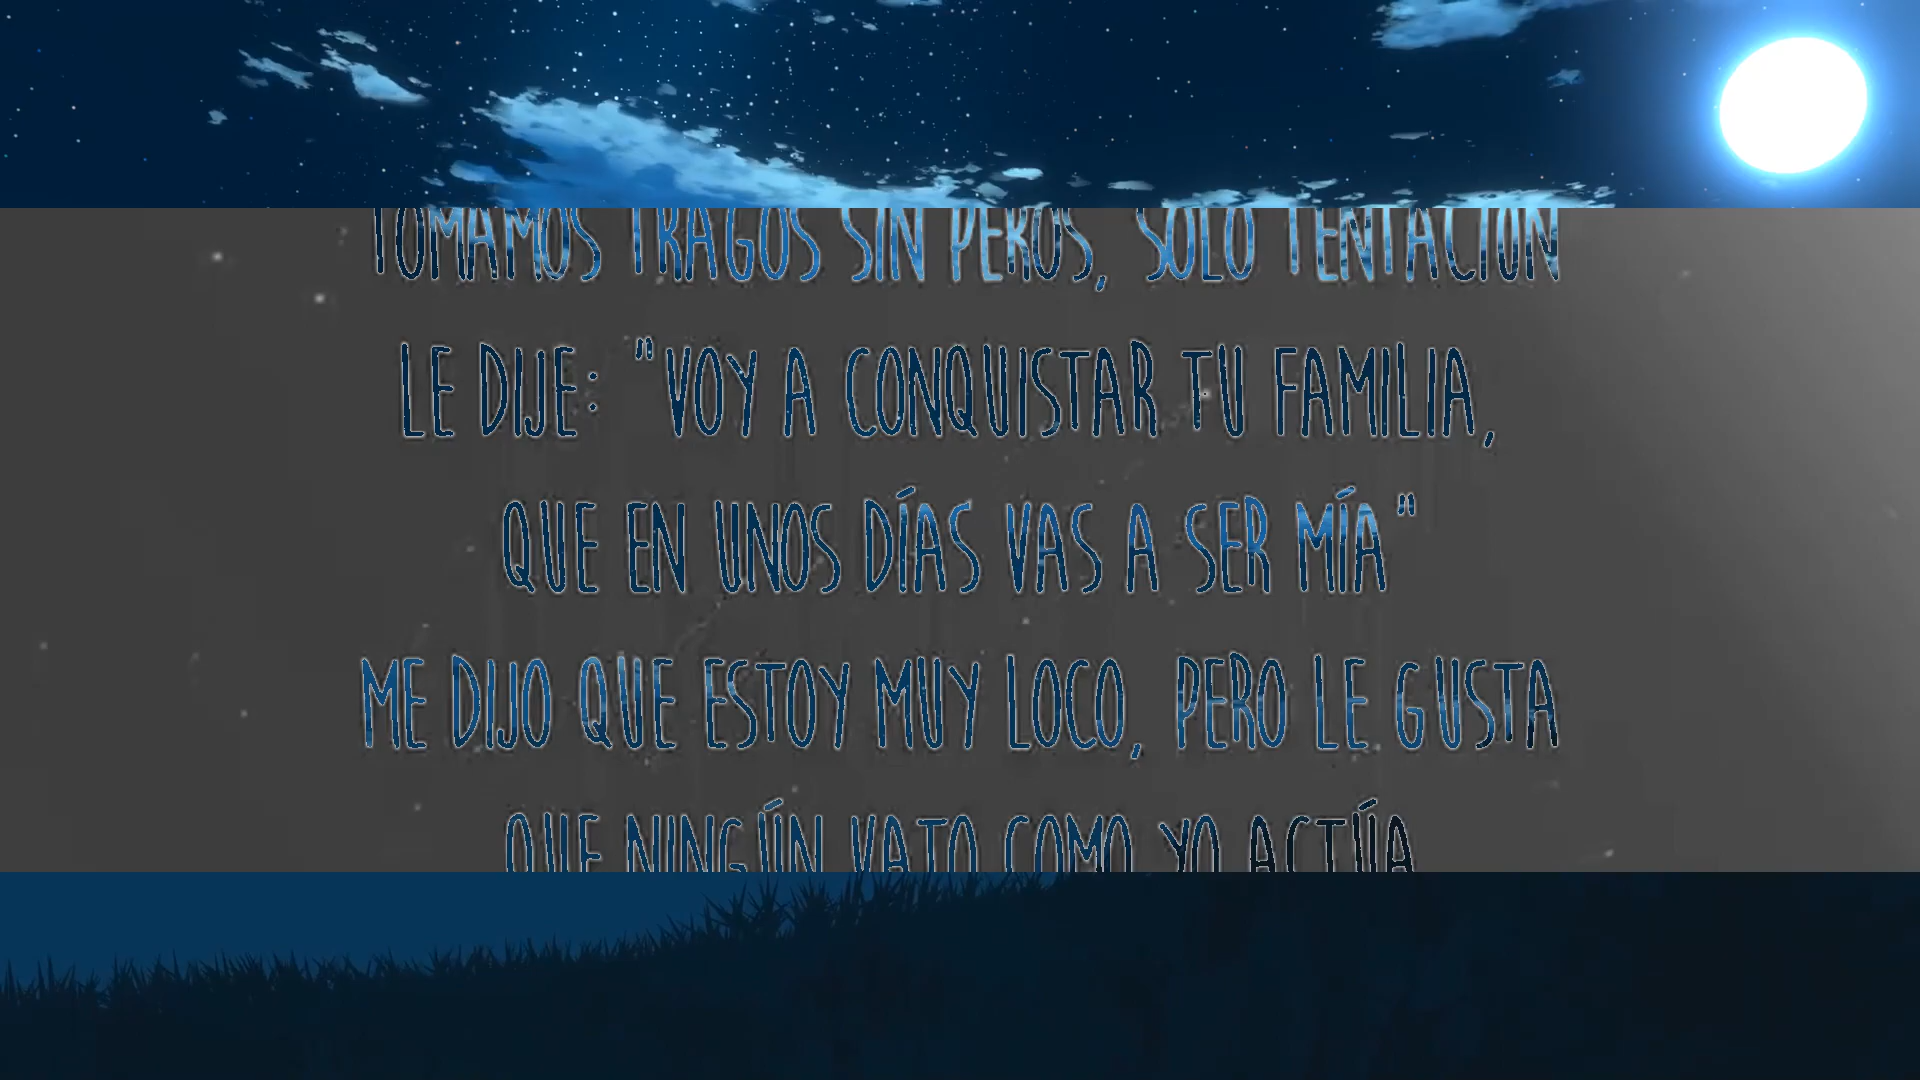 TOMAMOS TRAGOS SIN PEROS, SOLO TENTACIÓN
LE DIJE: "VOY A CONQUISTAR TU FAMILIA,
QUE EN UNOS DÍAS VAS A SER MÍA"
ME DIJO QUE ESTOY MUY LOCO, PERO LE GUSTA
QUE NINGÚN VATO COMO YO ACTÚA